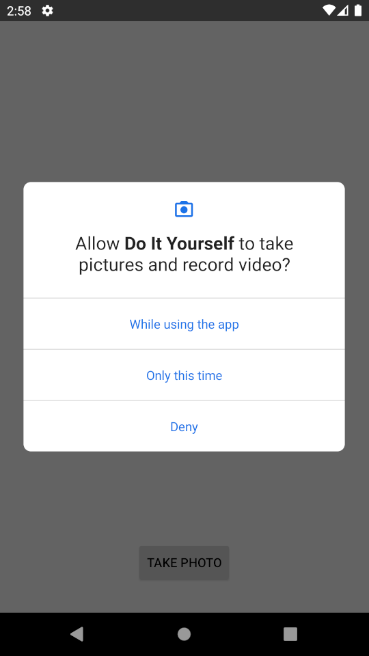 2:58
Allow Do It Yourself to take
pictures and record video?
While using the app
Only this time
Deny
TAKE PHOTO